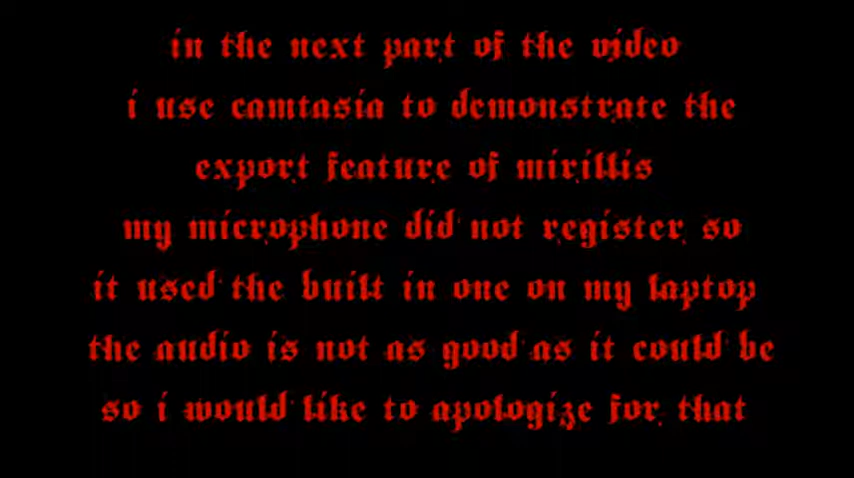 in the next part of the video
i use camtasia to demonstrate the
export feature of mirillis
my microphone did not register so
it used the built in one on my laptop
the audio is not as good as it could be
so i would like to apologize for that